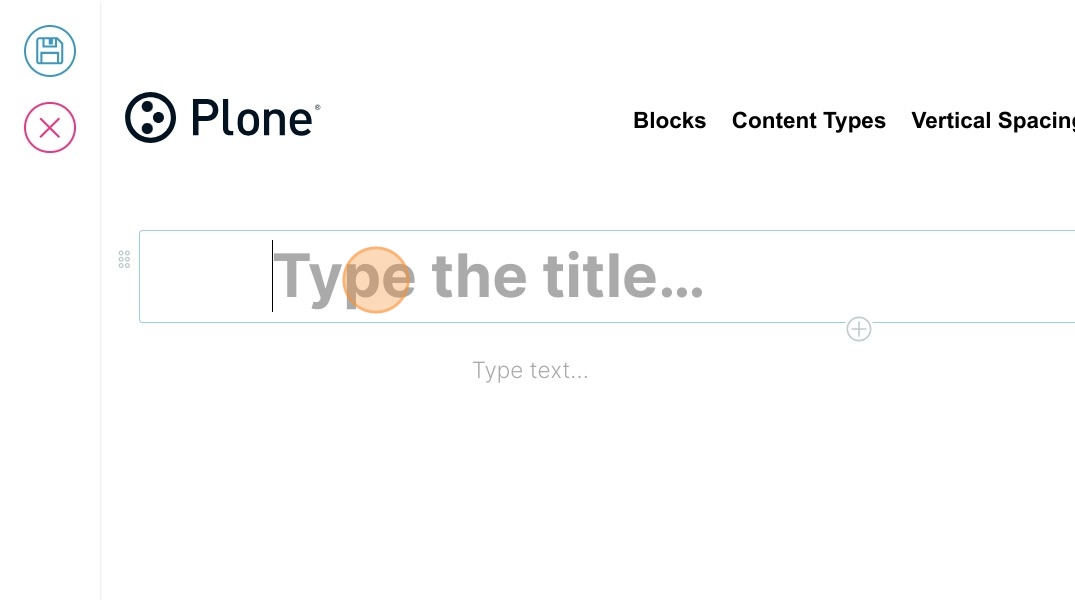 Plone®
Blocks Content Types Vertical Spacing
Type the title...
Type text...